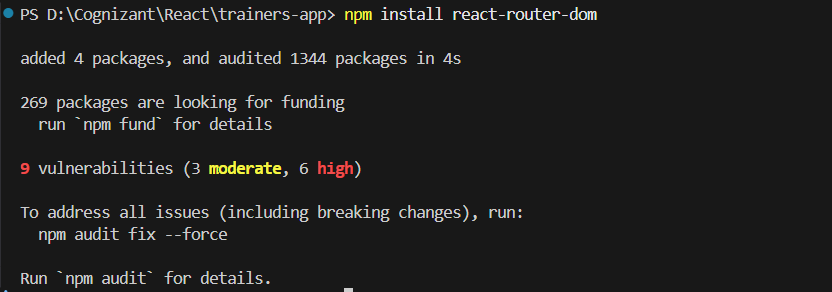 PS D:\Cognizant\React\trainers-app> npm install react-router-dom
added 4 packages, and audited 1344 packages in 4s
269 packages are looking for funding
  run `npm fund` for details
9 vulnerabilities (3 moderate, 6 high)
To address all issues (including breaking changes), run:
  npm audit fix --force
Run `npm audit` for details.